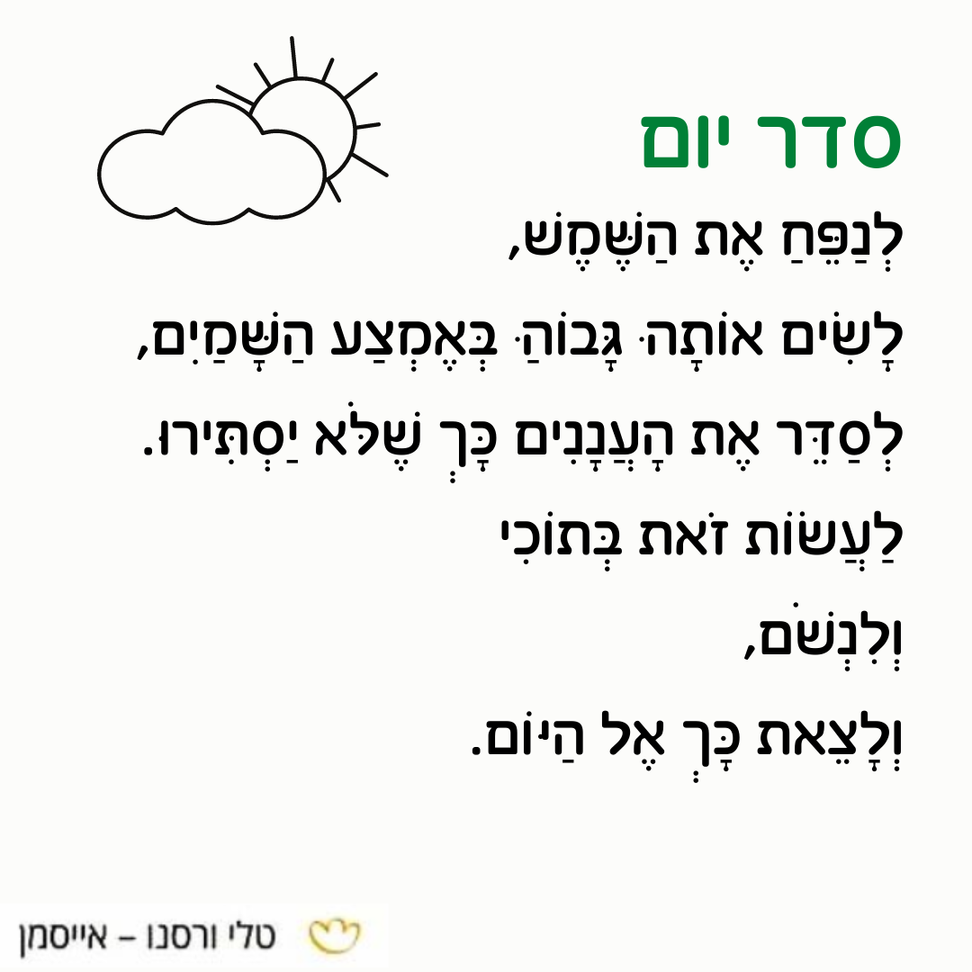 סדר יום
לְנַפֵּחַ אֶת הַשֶּׁמֶשׁ,
לָשִׂים אוֹתָהּ גָּבוֹהַּ בְּאֶמְצַע הַשָּׁמַיִם,
לְסַדֵּר אֶת הָעֲנָנִים כָּךְ שֶׁלֹּא יַסְתִּירוּ.
לַעֲשׂוֹת זֹאת בְּתוֹכִי
וְלִנְשֹׁם,
וְלָצֵאת כָּךְ אֶל הַיּוֹם.
טלי ורסנו – אייסמן